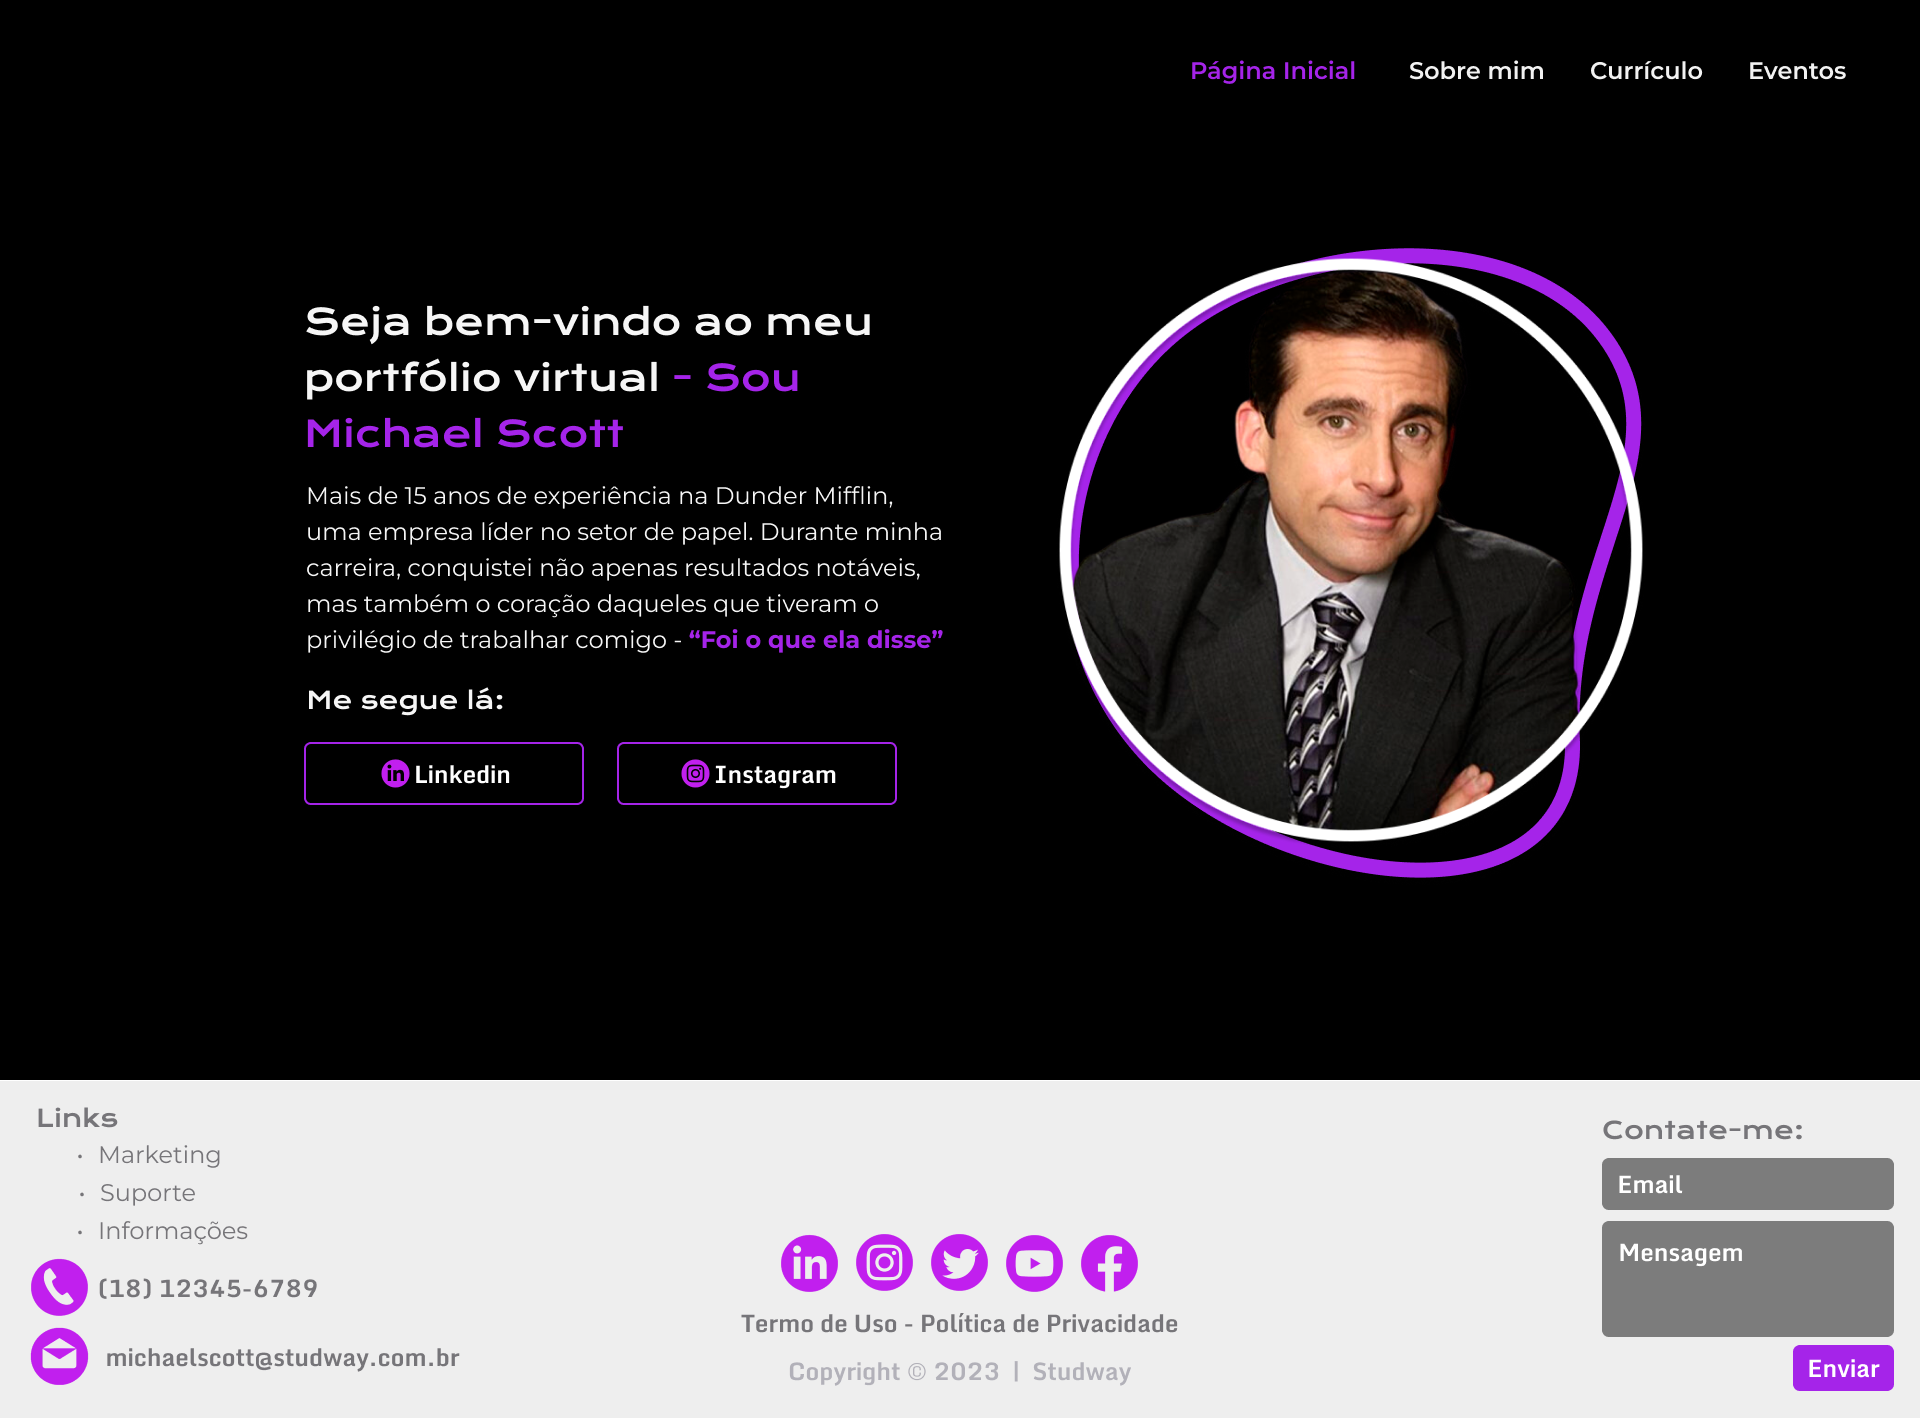 Página Inicial Sobre mim Currículo Eventos
Seja bem-vindo ao meu
portfólio virtual - Sou
Michael Scott
Mais de 15 anos de experiência na Dunder Mifflin,
uma empresa líder no setor de papel. Durante minha
carreira, conquistei não apenas resultados notáveis,
mas também o coração daqueles que tiveram o
privilégio de trabalhar comigo - “Foi o que ela disse”
Me segue lá:
in Linkedin
Instagram
Links
• Marketing
• Suporte
• Informações
(18) 12345-6789
michaelscott@studway.com.br
in
Termo de Uso - Política de Privacidade
Copyright © 2023 | Studway
Contate-me:
Email
Mensagem
Enviar